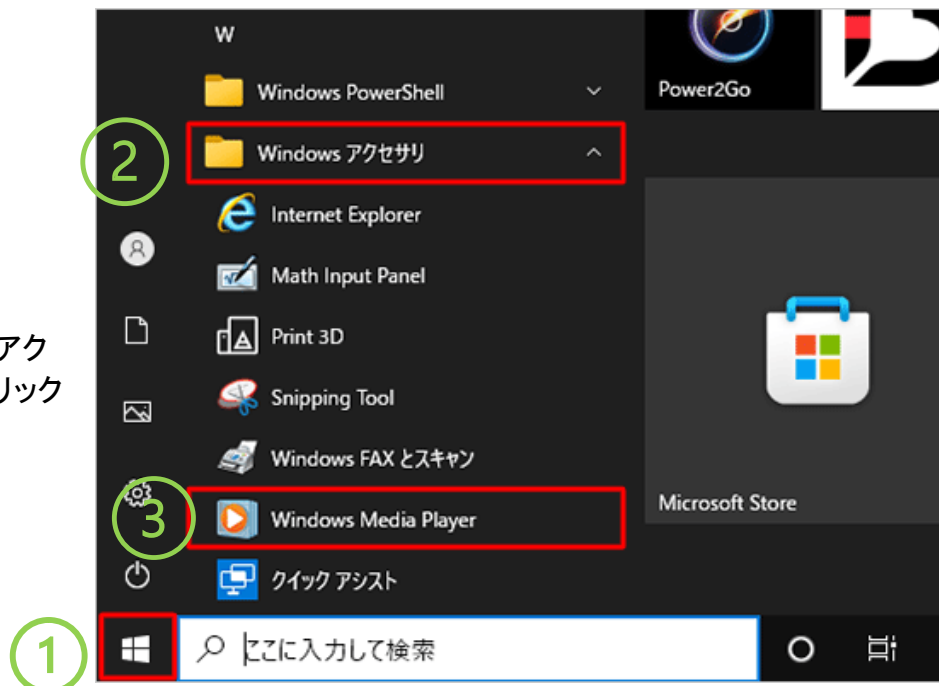 W
Windows PowerShell
Power2Go
②
Windows アクセサリ
Internet Explorer
Math Input Panel
アク
Print 3D
リック
Snipping Tool
Windows FAX とスキャン
③
Windows Media Player
Microsoft Store
クイック アシスト
①
ここに入力して検索